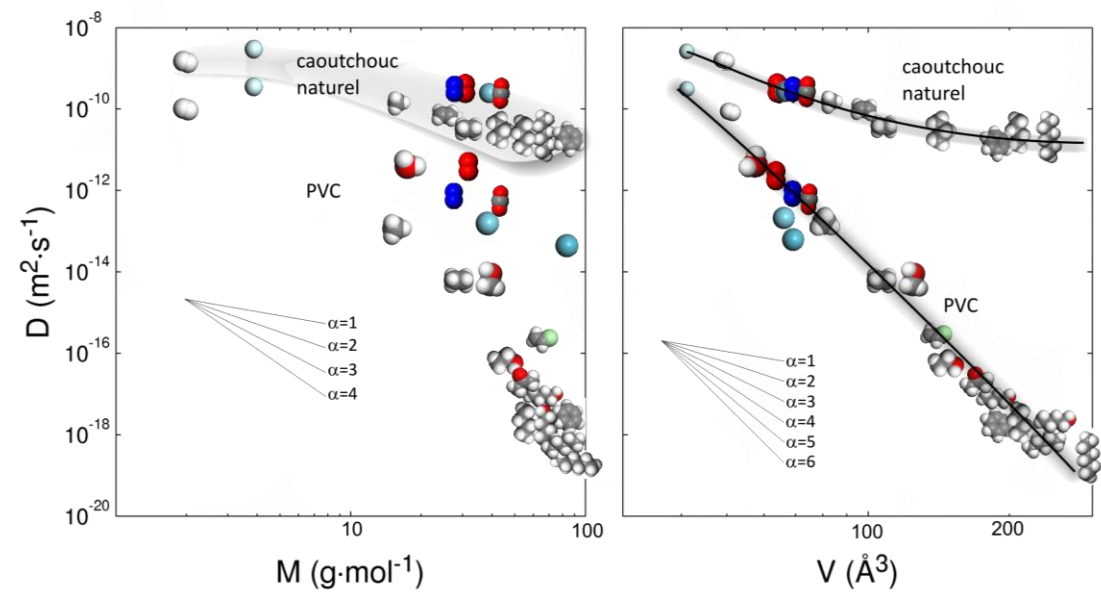 10⁻⁸
10⁻¹⁰
10⁻¹²
10⁻¹⁴
10⁻¹⁶
10⁻¹⁸
10⁻²⁰
D (m²·s⁻¹)
caoutchouc
naturel
PVC
α=1
α=2
α=3
α=4
10
100
M (g·mol⁻¹)
caoutchouc
naturel
PVC
α=1
α=2
α=3
α=4
α=5
α=6
100
200
V (Å³)